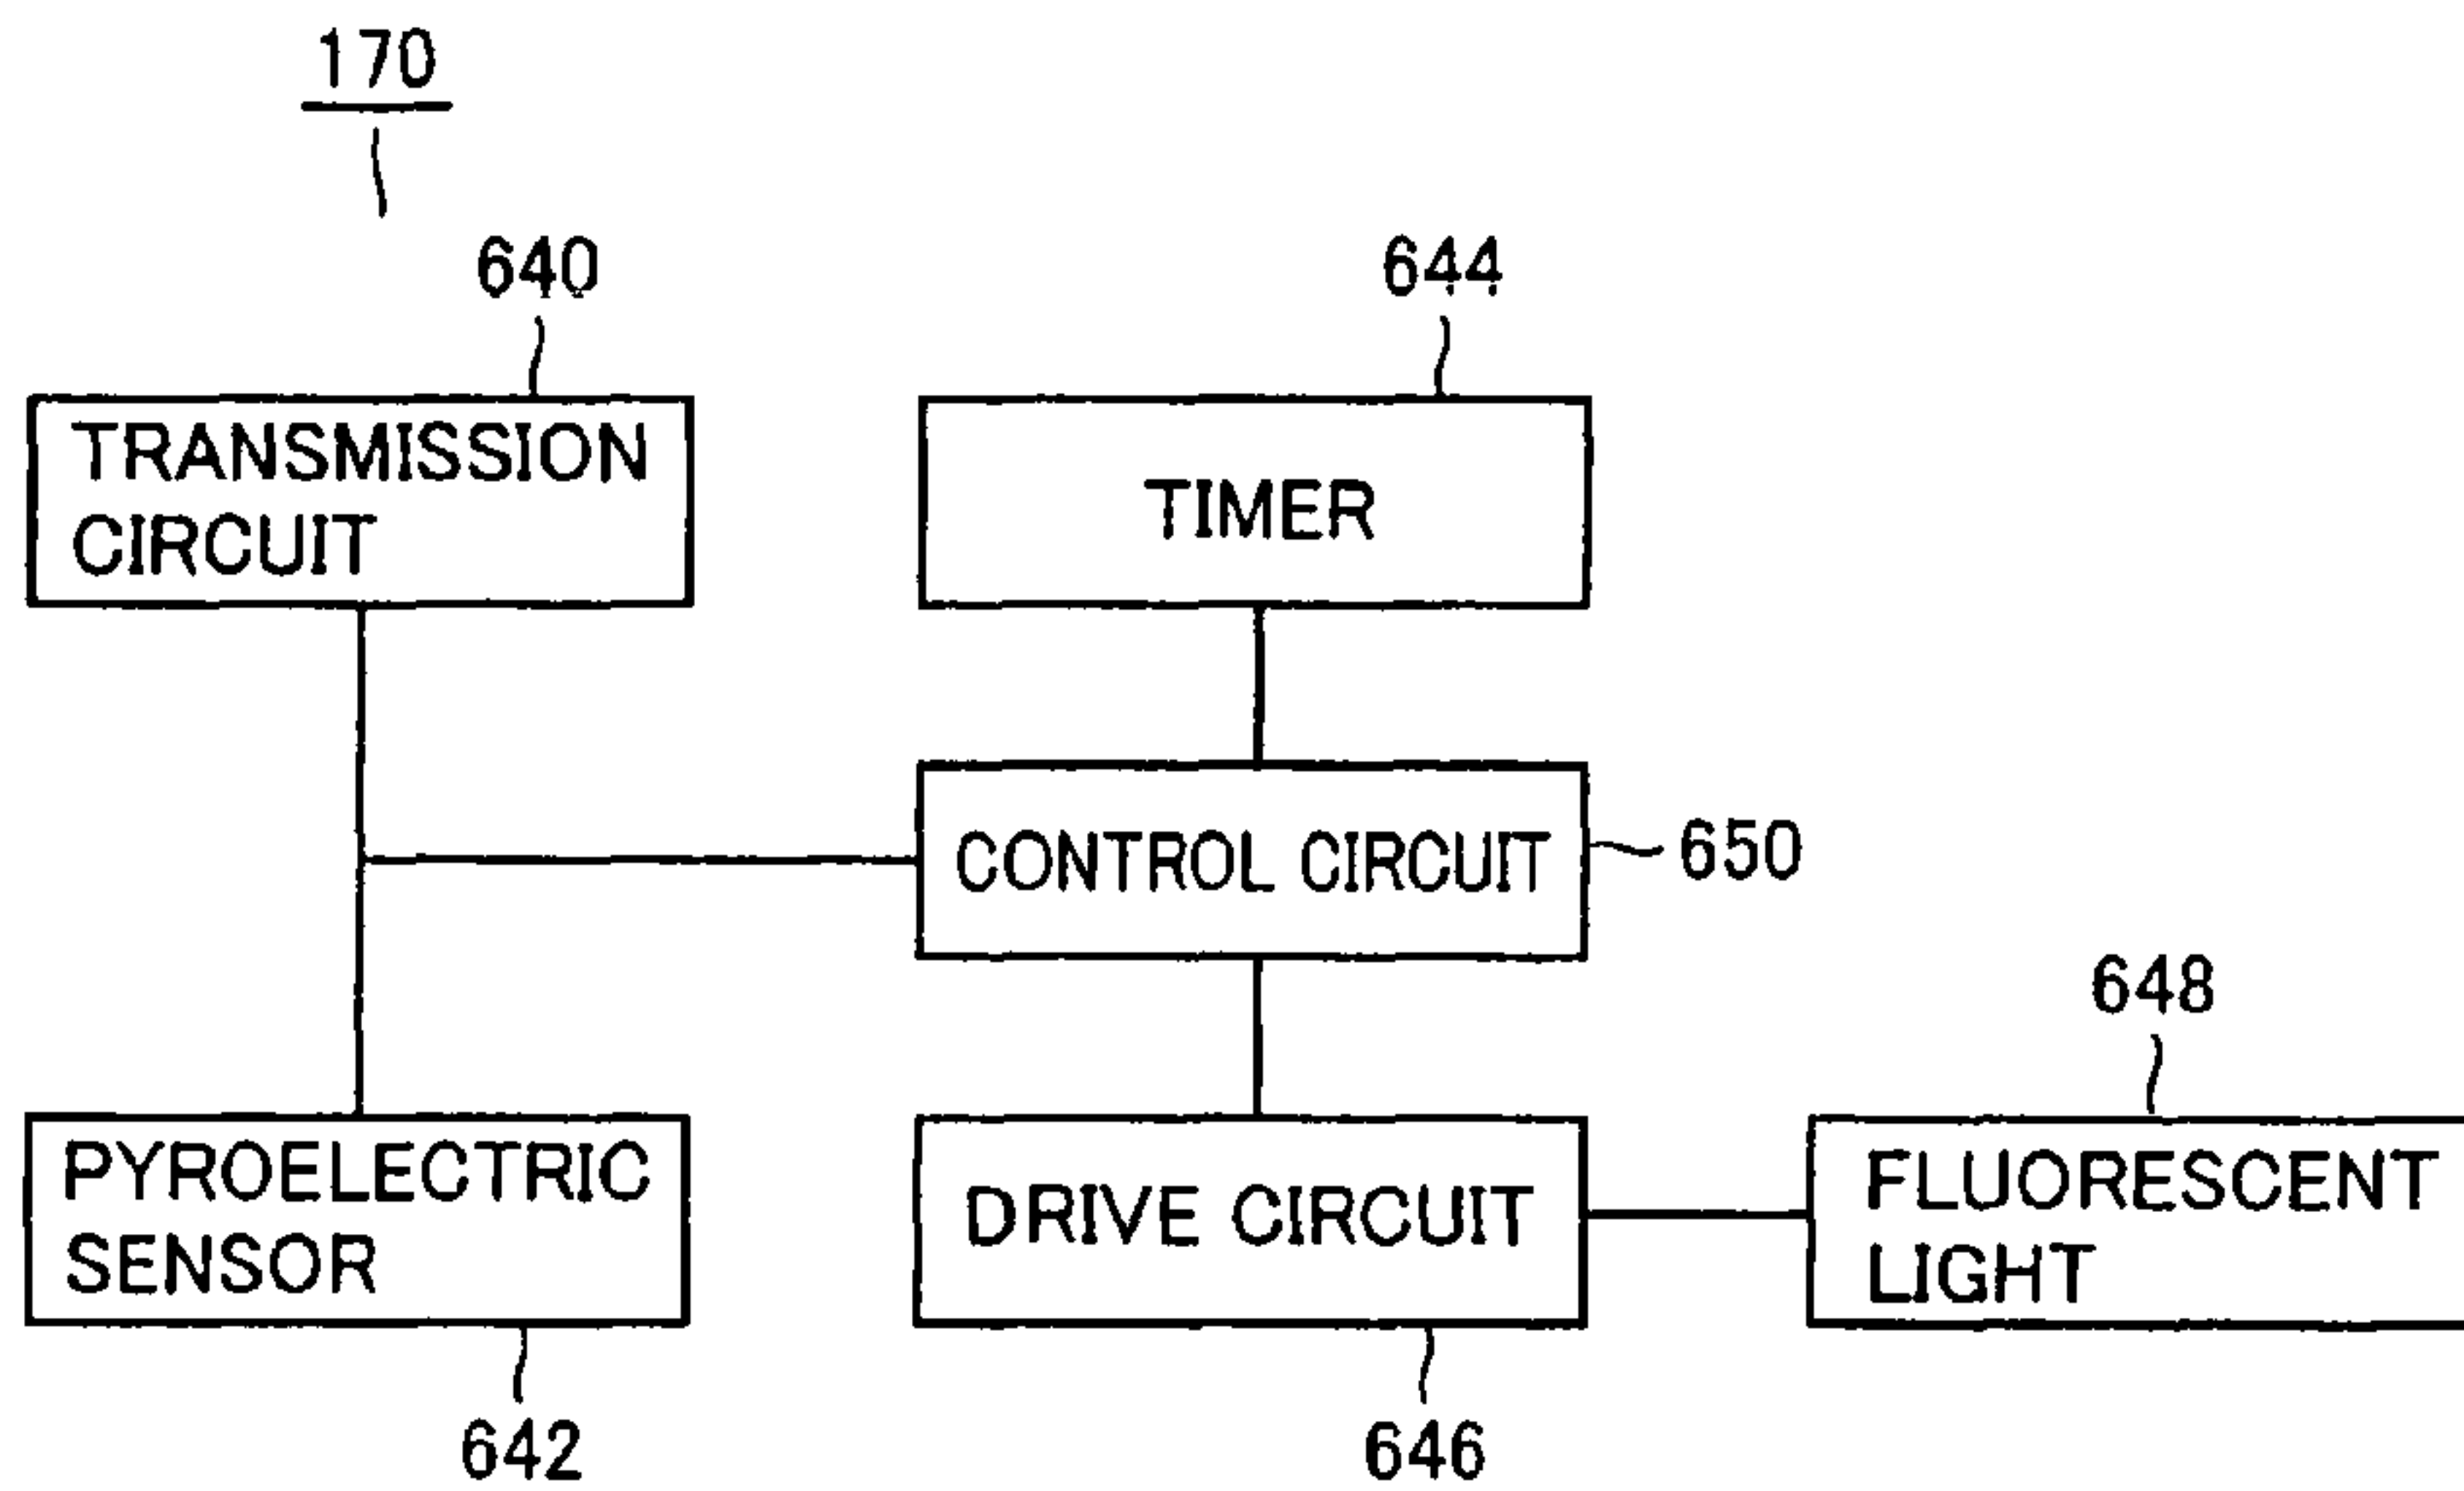 170
640
644
TRANSMISSION
CIRCUIT
TIMER
CONTROL CIRCUIT
650
648
PYROELECTRIC
SENSOR
DRIVE CIRCUIT
FLUORESCENT
LIGHT
642
646